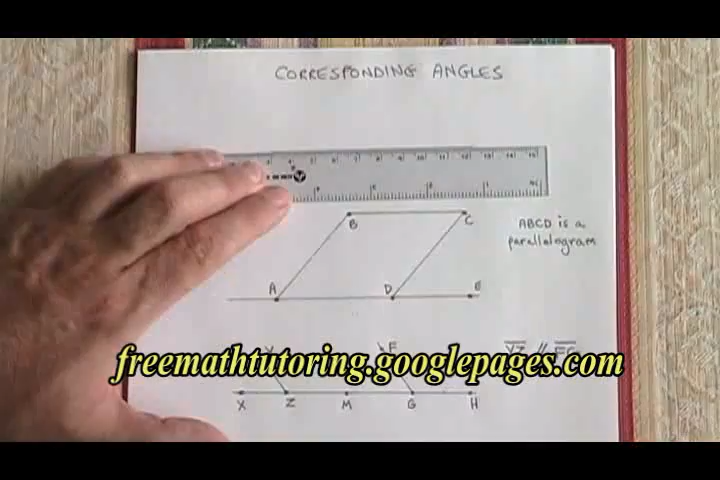 CORRESPONDING ANGLES
B
C
ABCD is a
parallelogram
A
D
F
freemathtutoring.googlepages.com
X
Z
M
G
H